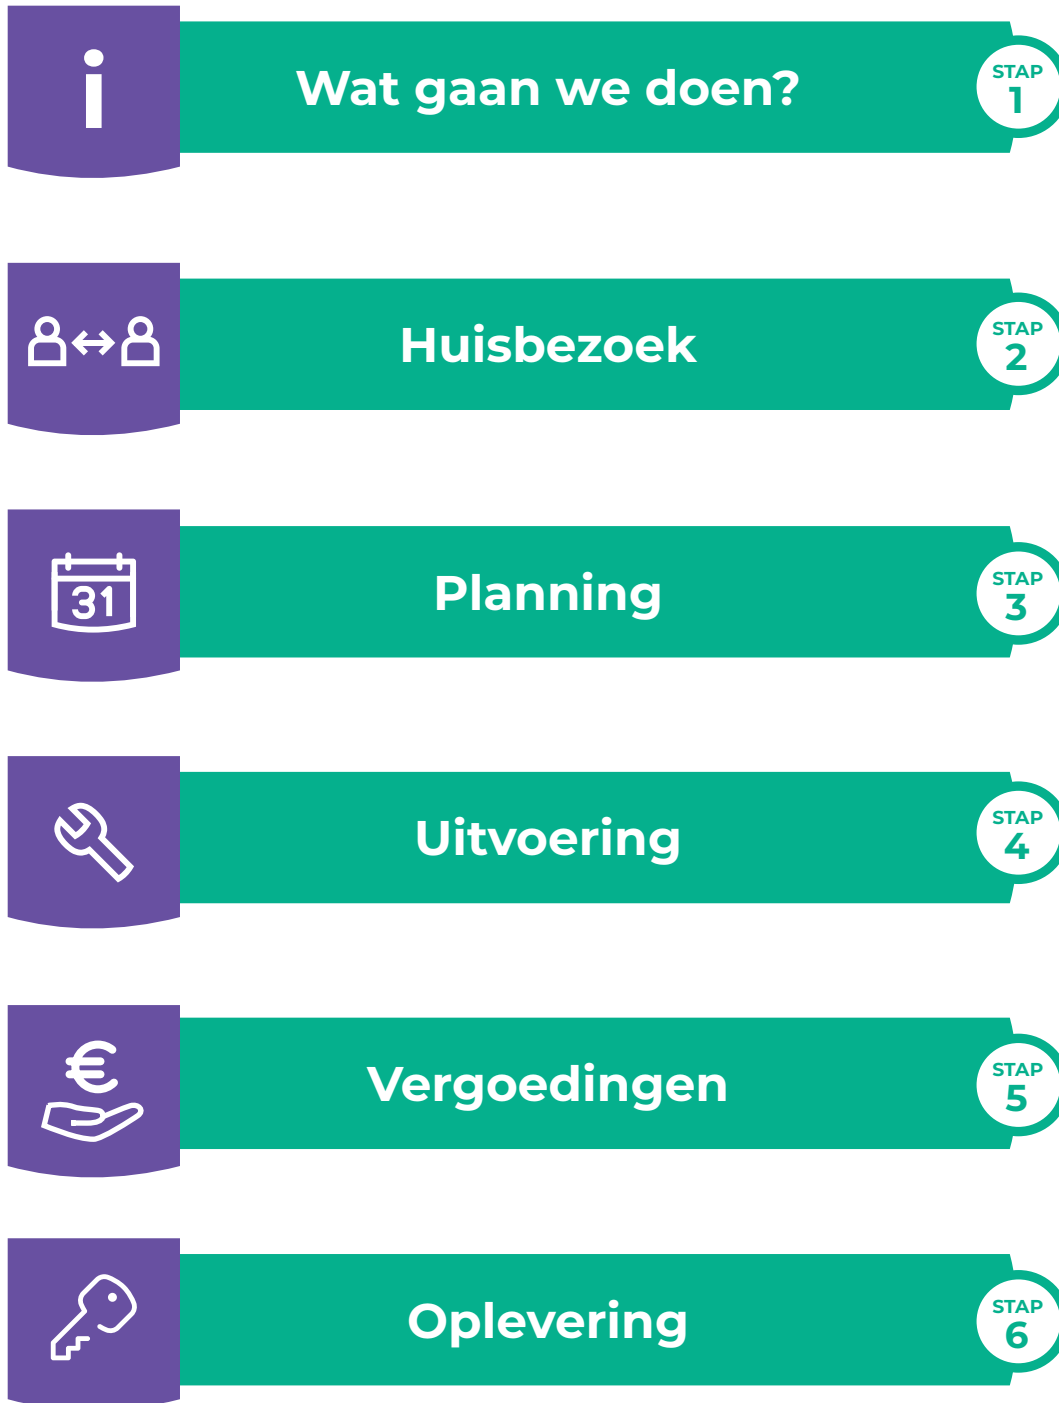 i
Wat gaan we doen?
STAP
1
Huisbezoek
STAP
2
31
Planning
STAP
3
Uitvoering
STAP
4
€
Vergoedingen
STAP
5
Oplevering
STAP
6